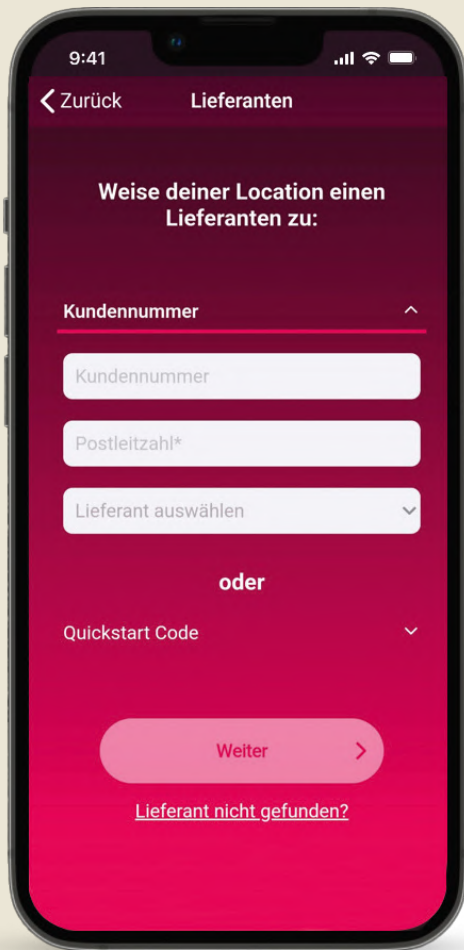 9:41
Zurück
Lieferanten
Weise deiner Location einen
Lieferanten zu:
Kundennummer
Kundennummer
Postleitzahl*
Lieferant auswählen
oder
Quickstart Code
Weiter
Lieferant nicht gefunden?